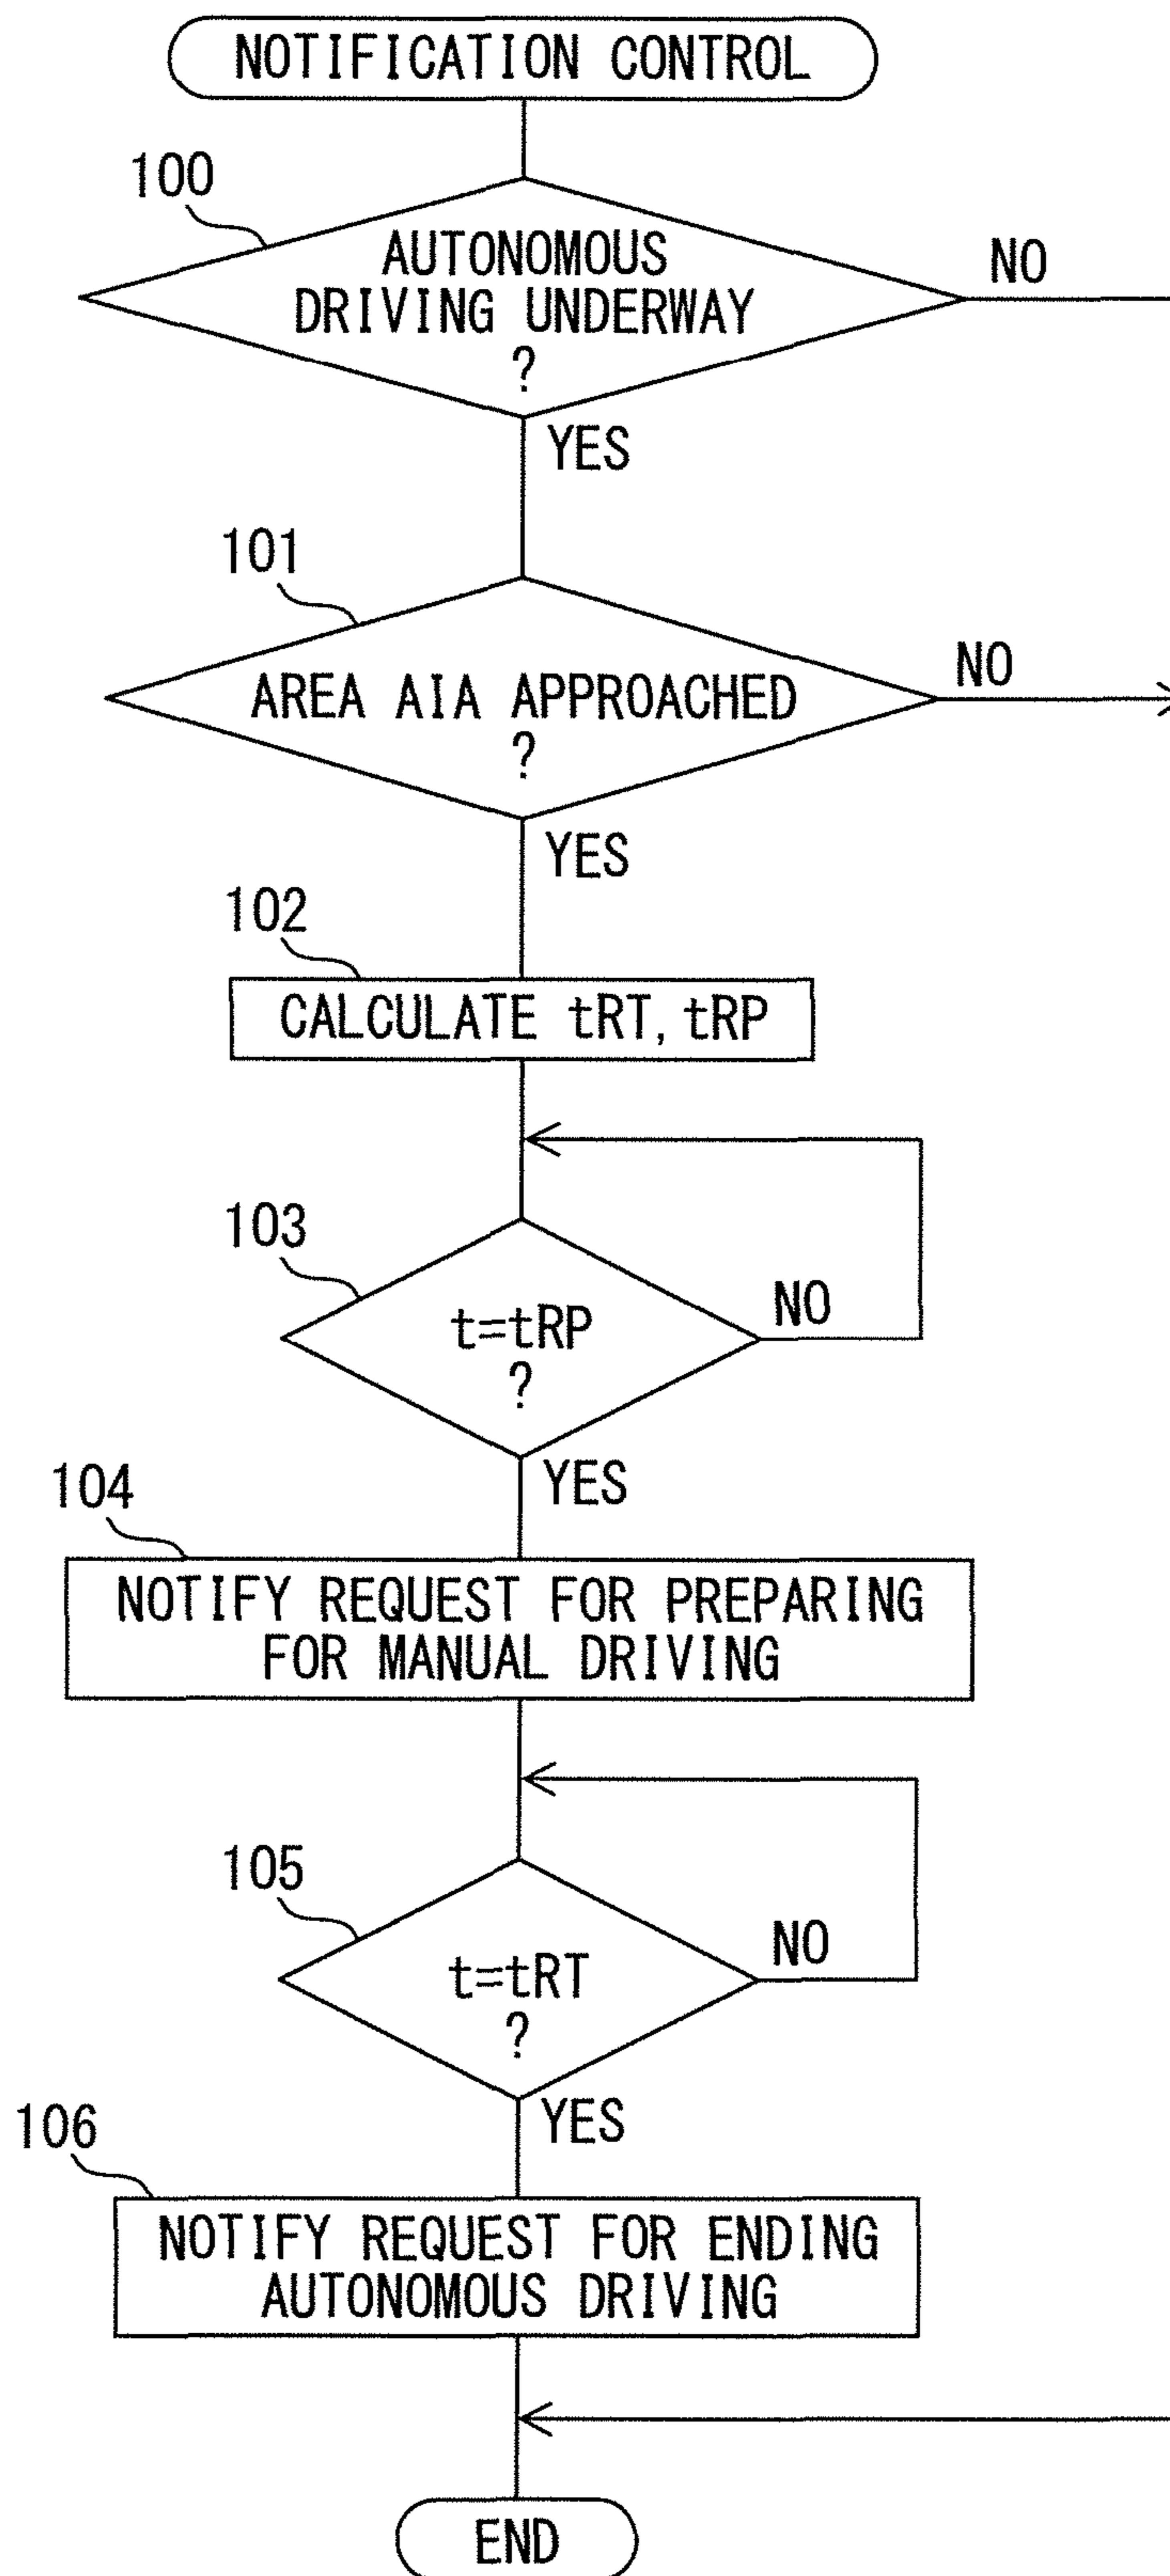 NOTIFICATION CONTROL
100
AUTONOMOUS
DRIVING UNDERWAY
?
NO
YES
101
AREA AIA APPROACHED
?
NO
YES
102
CALCULATE tRT, tRP
103
t=tRP
?
NO
YES
104
NOTIFY REQUEST FOR PREPARING
FOR MANUAL DRIVING
105
t=tRT
?
NO
YES
106
NOTIFY REQUEST FOR ENDING
AUTONOMOUS DRIVING
END